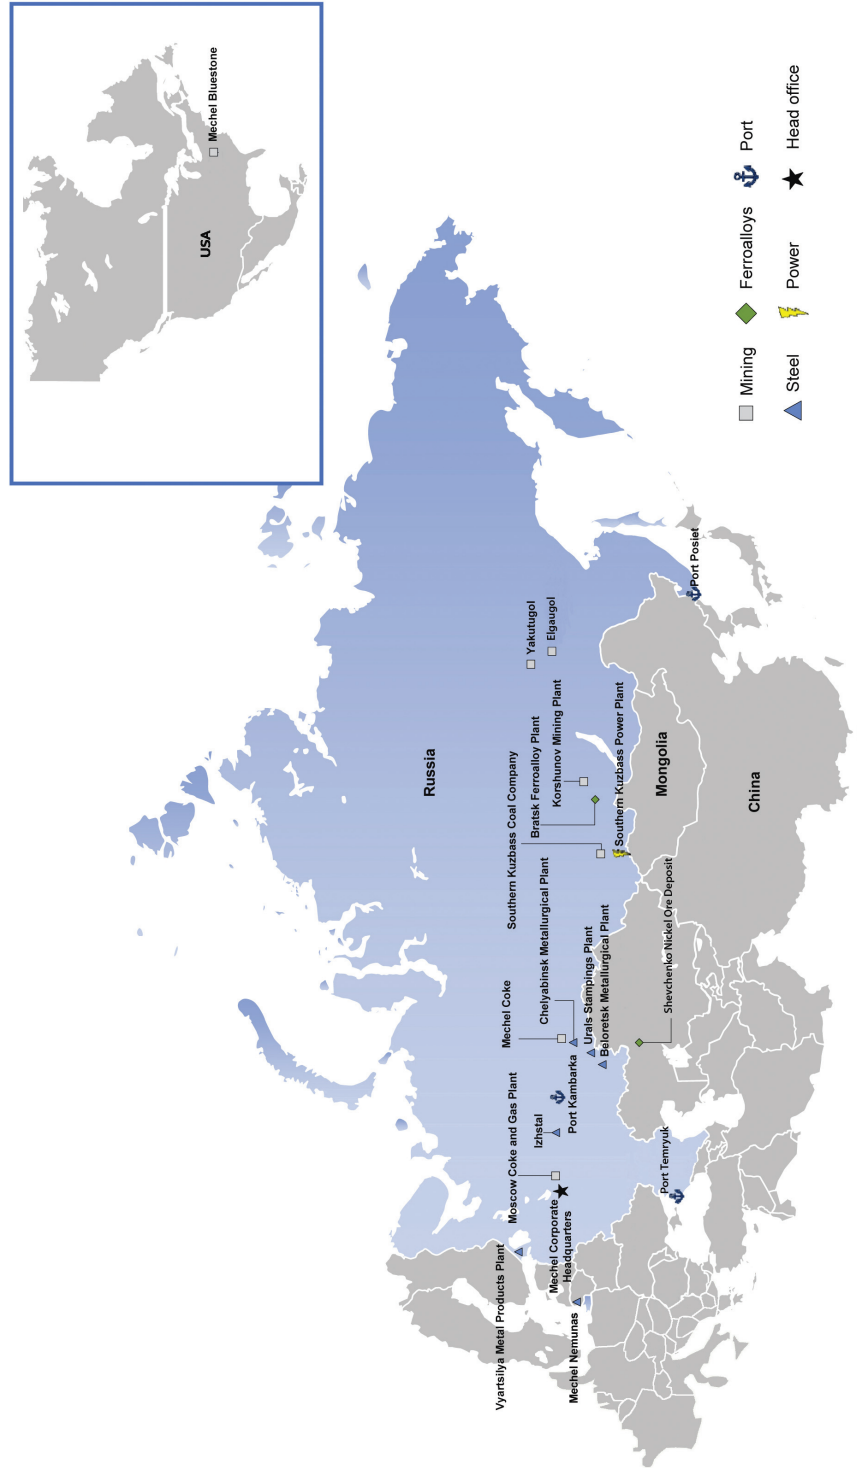 Mechel Bluestone
USA
Russia
Mongolia
China
Yakutugol
Elgaugol
Port Posiet
Korshunov Mining Plant
Bratsk Ferroalloy Plant
Southern Kuzbass Coal Company
Southern Kuzbass Power Plant
Chelyabinsk Metallurgical Plant
Mechel Coke
Urals Stampings Plant
Beloretsk Metallurgical Plant
Shevchenko Nickel Ore Deposit
Port Kambarka
Izhstal
Moscow Coke and Gas Plant
Mechel Corporate
Headquarters
Port Temryuk
Vyartsilya Metal Products Plant
Mechel Nemunas
Mining
Ferroalloys
Port
Steel
Power
Head office